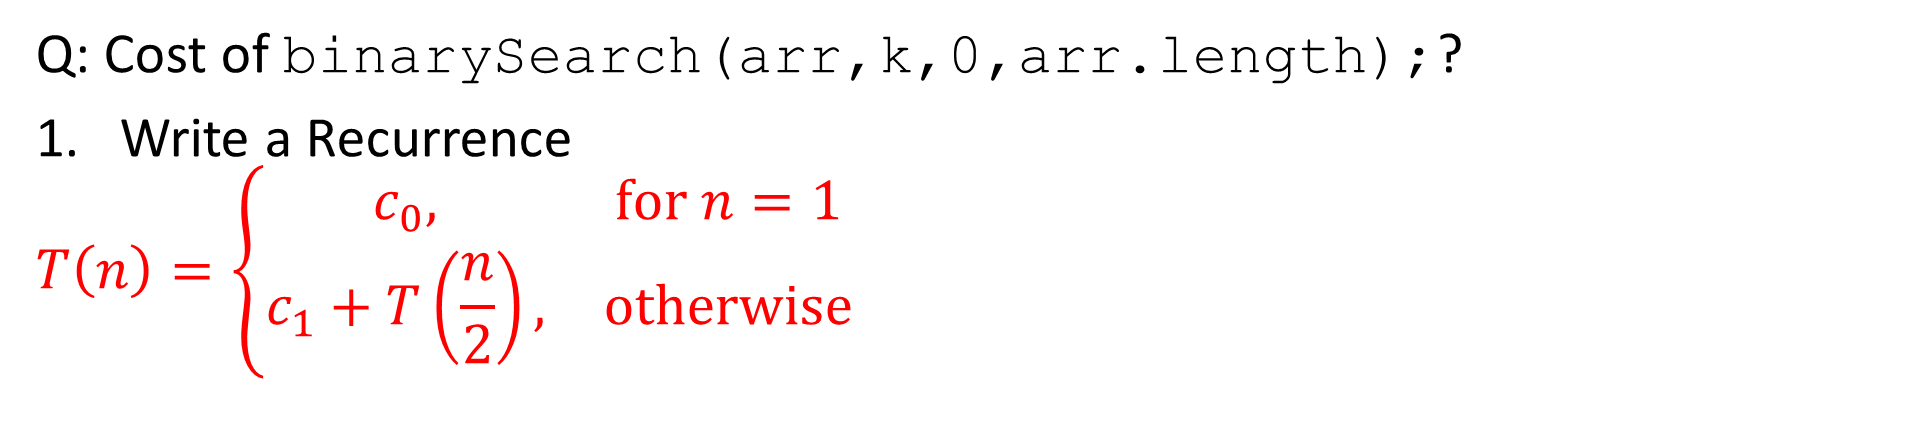 Q: Cost of binarySearch(arr,k,0,arr.length);?
1. Write a Recurrence
T(n) = { c₀, for n = 1
c₁ + T(n/2), otherwise